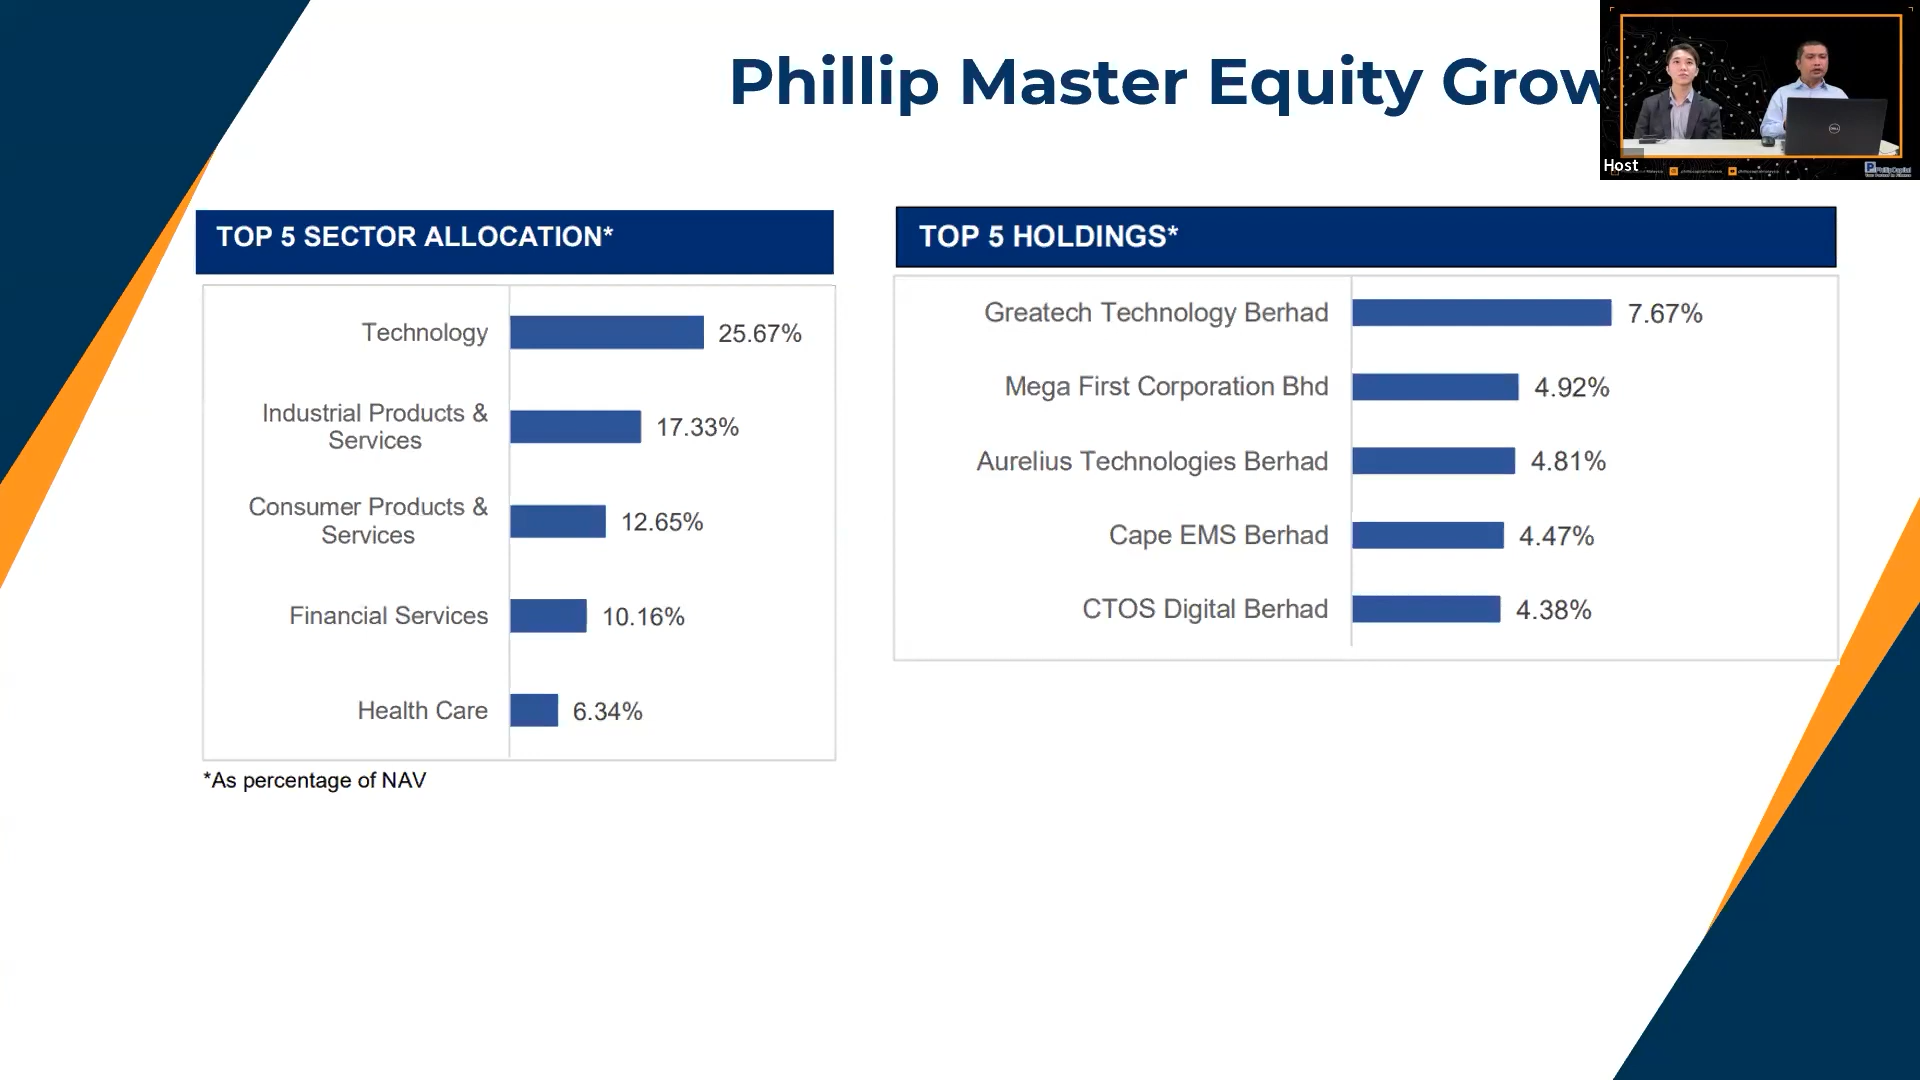 Phillip Master Equity Grow
Host
PhillipCapital
TOP 5 SECTOR ALLOCATION*
Technology 25.67%
Industrial Products &
Services 17.33%
Consumer Products &
Services 12.65%
Financial Services 10.16%
Health Care 6.34%
*As percentage of NAV
TOP 5 HOLDINGS*
Greatech Technology Berhad 7.67%
Mega First Corporation Bhd 4.92%
Aurelius Technologies Berhad 4.81%
Cape EMS Berhad 4.47%
CTOS Digital Berhad 4.38%